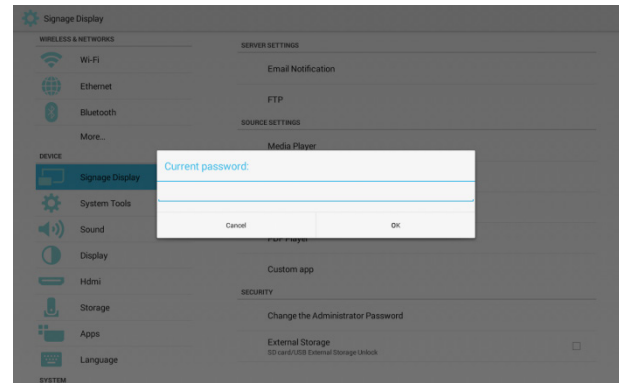 Signage Display
WIRELESS & NETWORKS
Wi-Fi
Ethernet
Bluetooth
More...
DEVICE
Signage Display
System Tools
Sound
Display
Hdmi
Storage
Apps
Language
SYSTEM
SERVER SETTINGS
Email Notification
FTP
SOURCE SETTINGS
Media Player
Current password:
Cancel
OK
PDF Player
Custom app
SECURITY
Change the Administrator Password
External Storage
SD card/USB External Storage Unlock